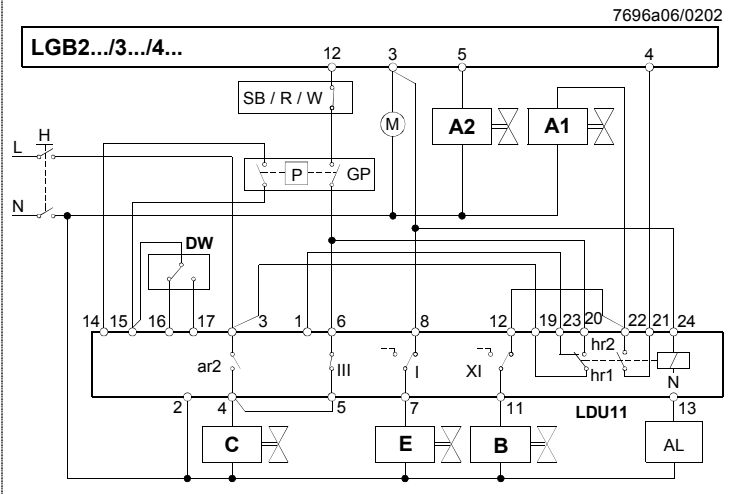 7696a06/0202
LGB2.../3.../4...
12 3 5 4
SB / R / W
H
L
M
A2
A1
P
GP
N
DW
14 15 16 17 3 1 6 8 12 19 23 20 22 21 24
ar2
III
I
XI
hr2
hr1
N
2 4 5 7 11 LDU11 13
C
E
B
AL